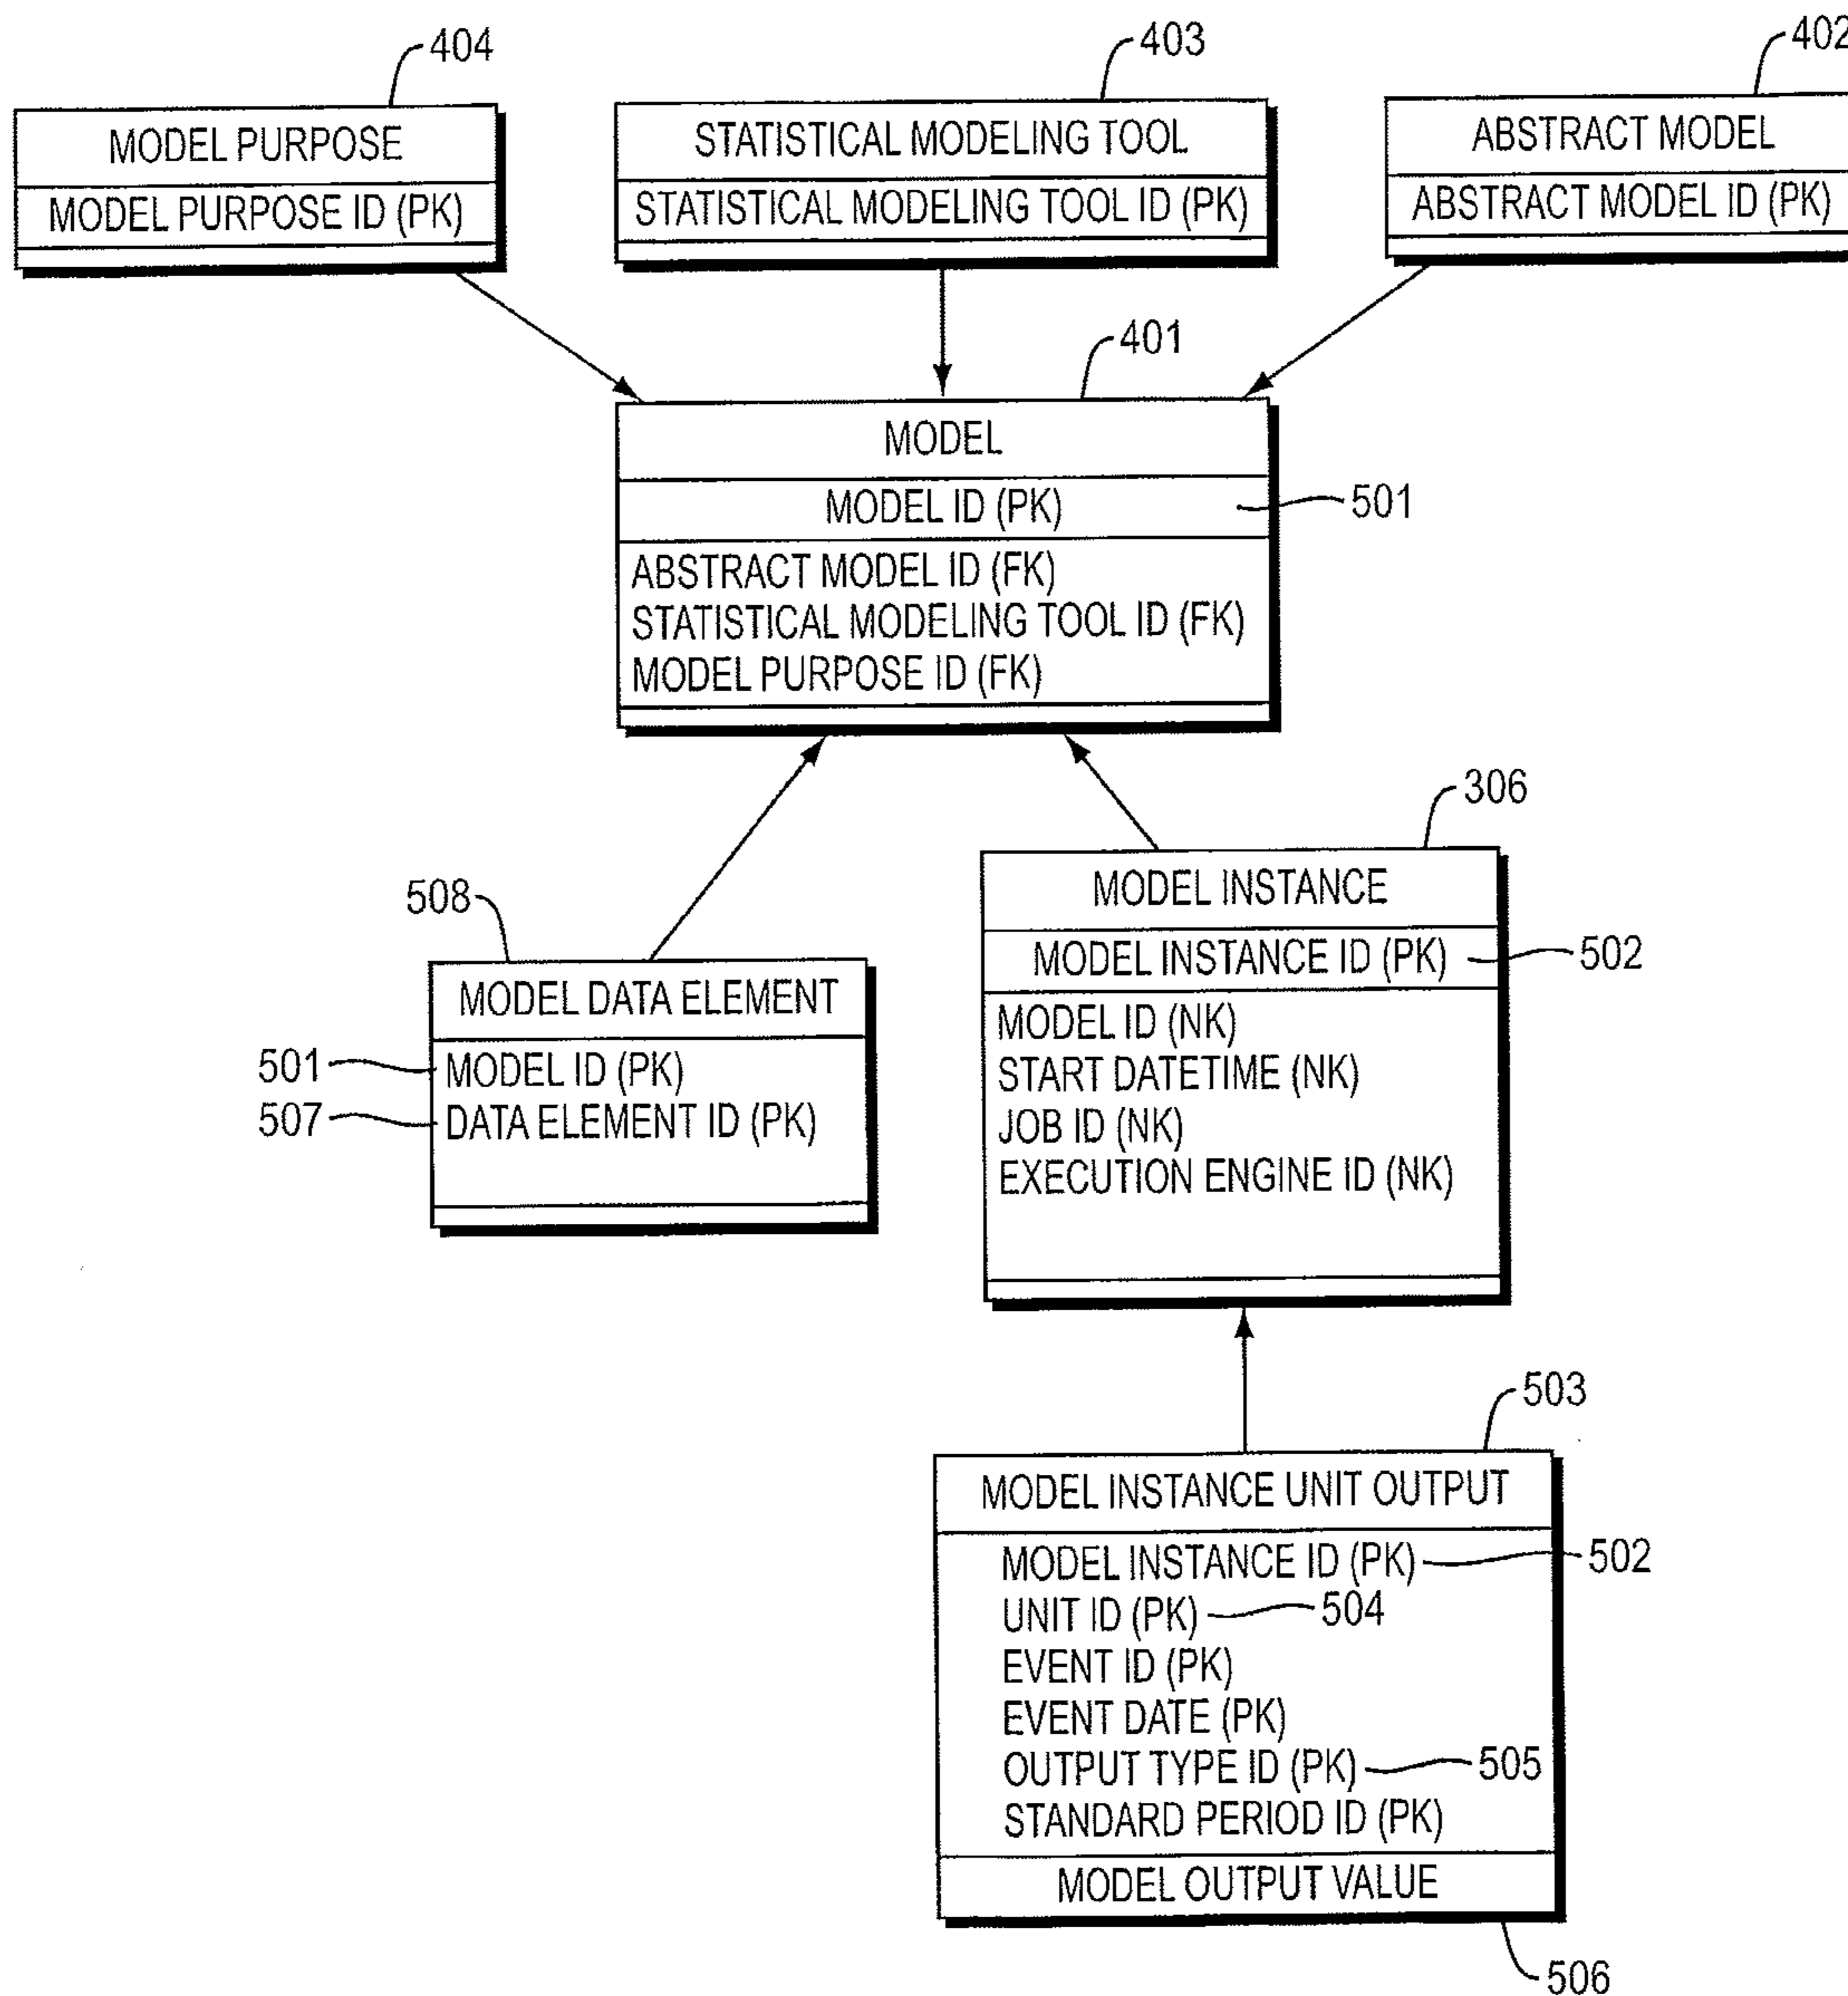 404
403
402
MODEL PURPOSE
MODEL PURPOSE ID (PK)
STATISTICAL MODELING TOOL
STATISTICAL MODELING TOOL ID (PK)
ABSTRACT MODEL
ABSTRACT MODEL ID (PK)
401
MODEL
MODEL ID (PK)
501
ABSTRACT MODEL ID (FK)
STATISTICAL MODELING TOOL ID (FK)
MODEL PURPOSE ID (FK)
508
MODEL DATA ELEMENT
501
MODEL ID (PK)
507
DATA ELEMENT ID (PK)
306
MODEL INSTANCE
MODEL INSTANCE ID (PK)
502
MODEL ID (NK)
START DATETIME (NK)
JOB ID (NK)
EXECUTION ENGINE ID (NK)
503
MODEL INSTANCE UNIT OUTPUT
MODEL INSTANCE ID (PK)
502
UNIT ID (PK)
504
EVENT ID (PK)
EVENT DATE (PK)
OUTPUT TYPE ID (PK)
505
STANDARD PERIOD ID (PK)
MODEL OUTPUT VALUE
506